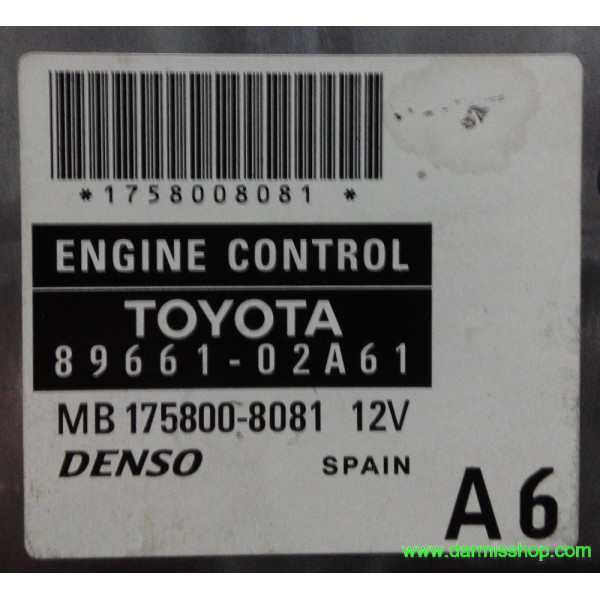 *1758008081*
ENGINE CONTROL
TOYOTA
89661-02A61
MB 175800-8081 12V
DENSO SPAIN
A6
www.darmisshop.com